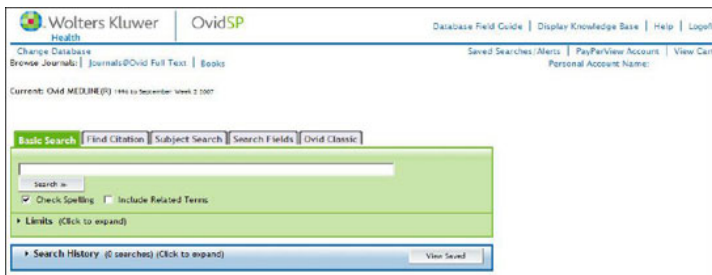 Wolters Kluwer
Health
OvidSP
Database Field Guide | Display Knowledge Base | Help | Logoff
Change Database
Saved Searches/Alerts | PayPerView Account | View Cart
Browse Journals: | Journals@Ovid Full Text | Books
Personal Account Name:
Current: Ovid MEDLINE(R) 1996 to September Week 2 2007
Basic Search
Find Citation
Subject Search
Search Fields
Ovid Classic
Search »
Check Spelling
Include Related Terms
Limits (Click to expand)
Search History (0 searches) (Click to expand)
View Saved